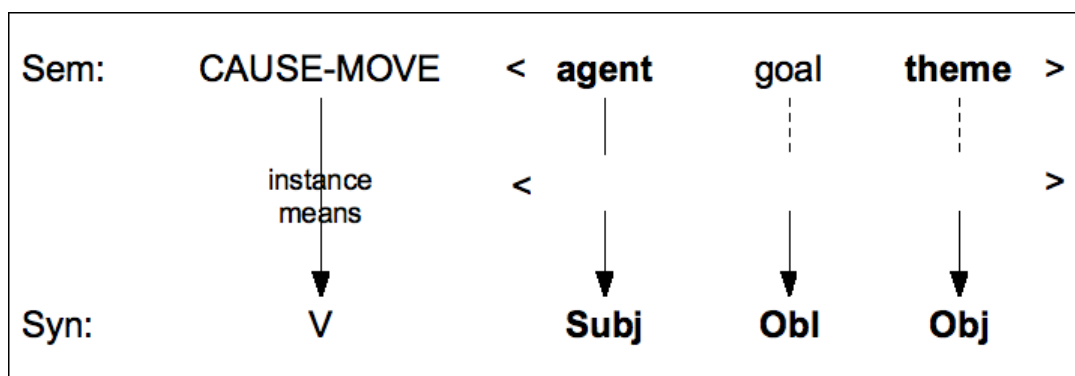 Sem: CAUSE-MOVE < agent goal theme >
instance < >
means
Syn: V Subj Obl Obj